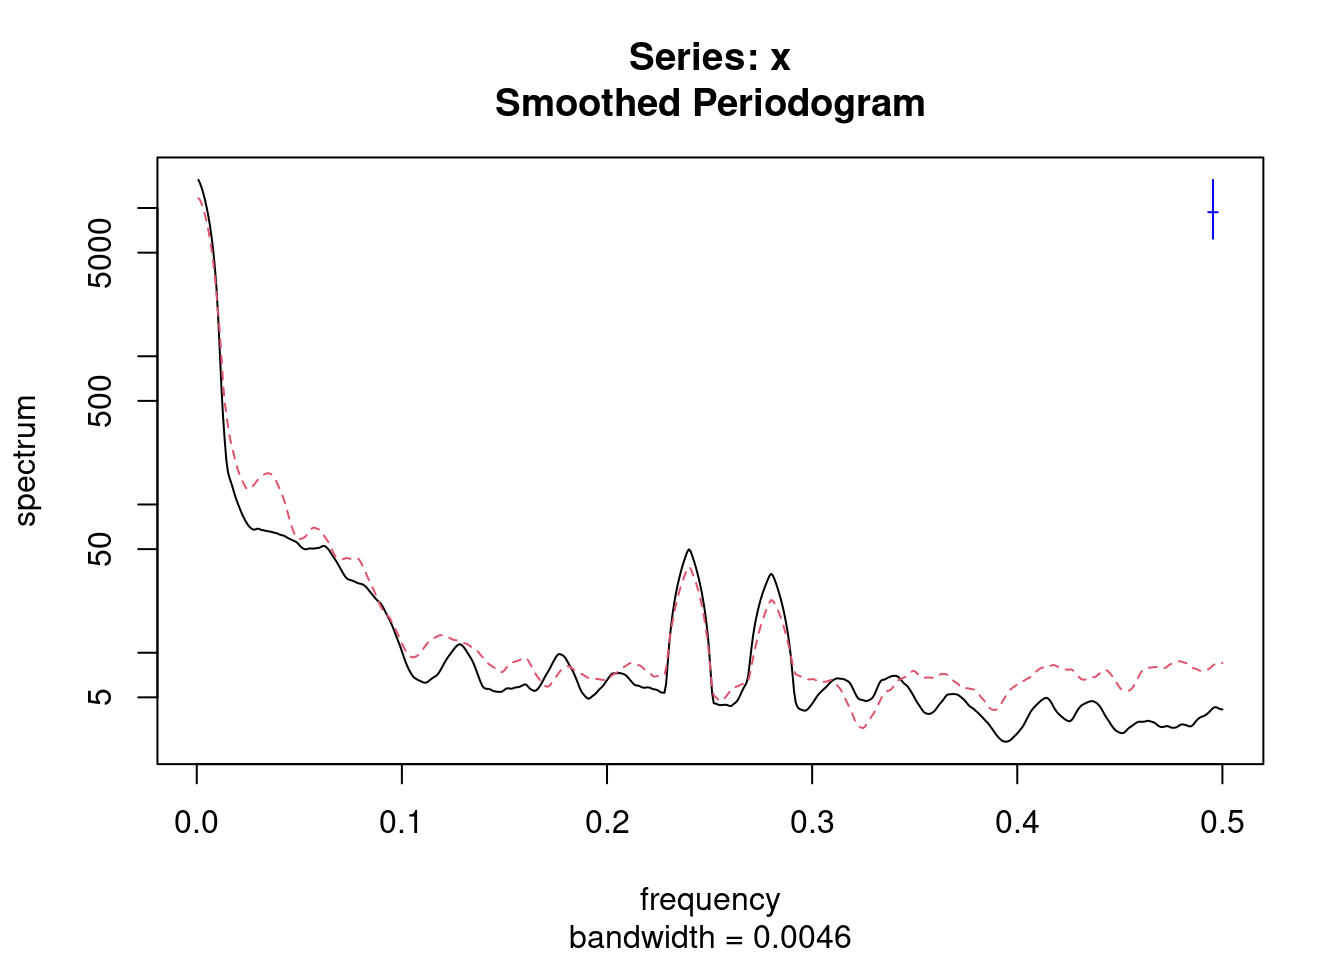 Series: x
Smoothed Periodogram
spectrum
5000
500
50
5
0.0 0.1 0.2 0.3 0.4 0.5
frequency
bandwidth = 0.0046